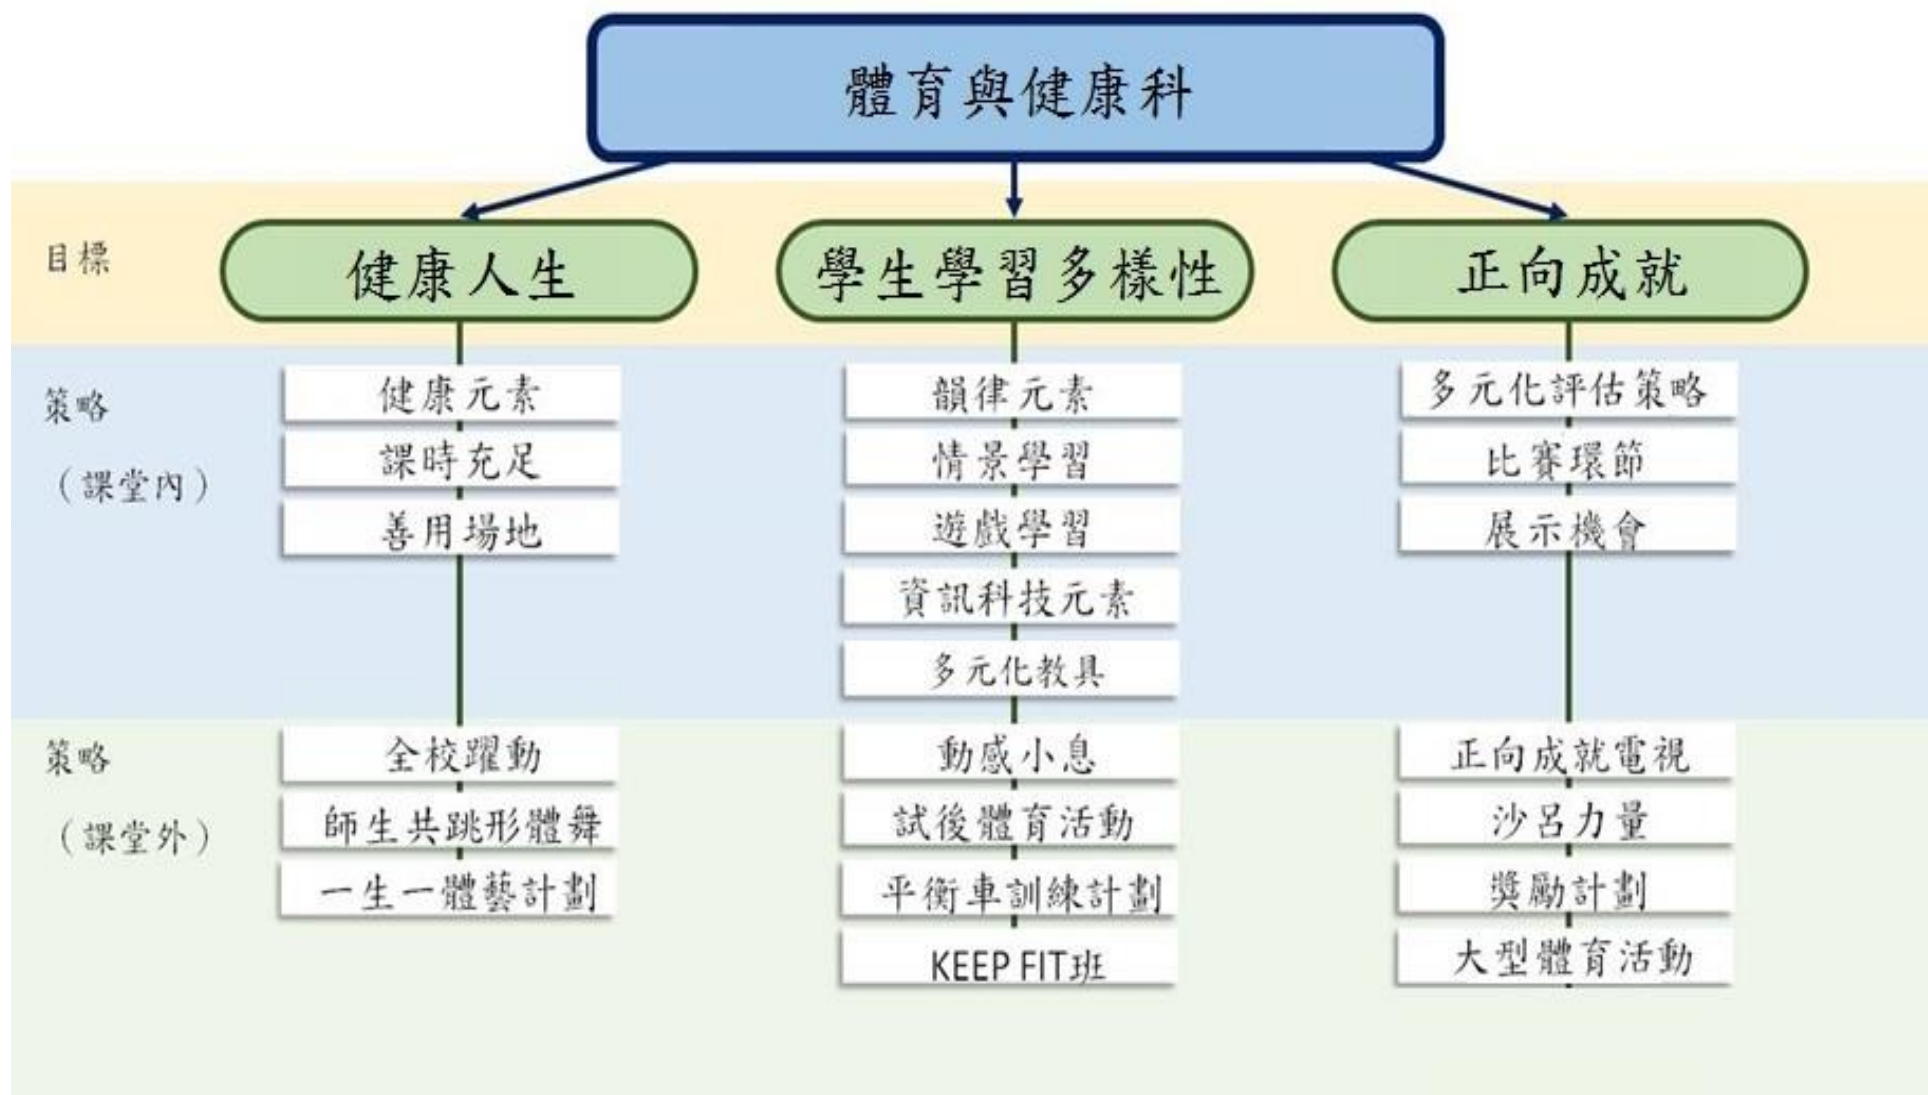 體育與健康科
目標
健康人生
學生學習多樣性
正向成就
策略
（課堂內）
健康元素
課時充足
善用場地
韻律元素
情景學習
遊戲學習
資訊科技元素
多元化教具
多元化評估策略
比賽環節
展示機會
策略
（課堂外）
全校躍動
師生共跳形體舞
一生一體藝計劃
動感小息
試後體育活動
平衡車訓練計劃
KEEP FIT班
正向成就電視
沙呂力量
獎勵計劃
大型體育活動